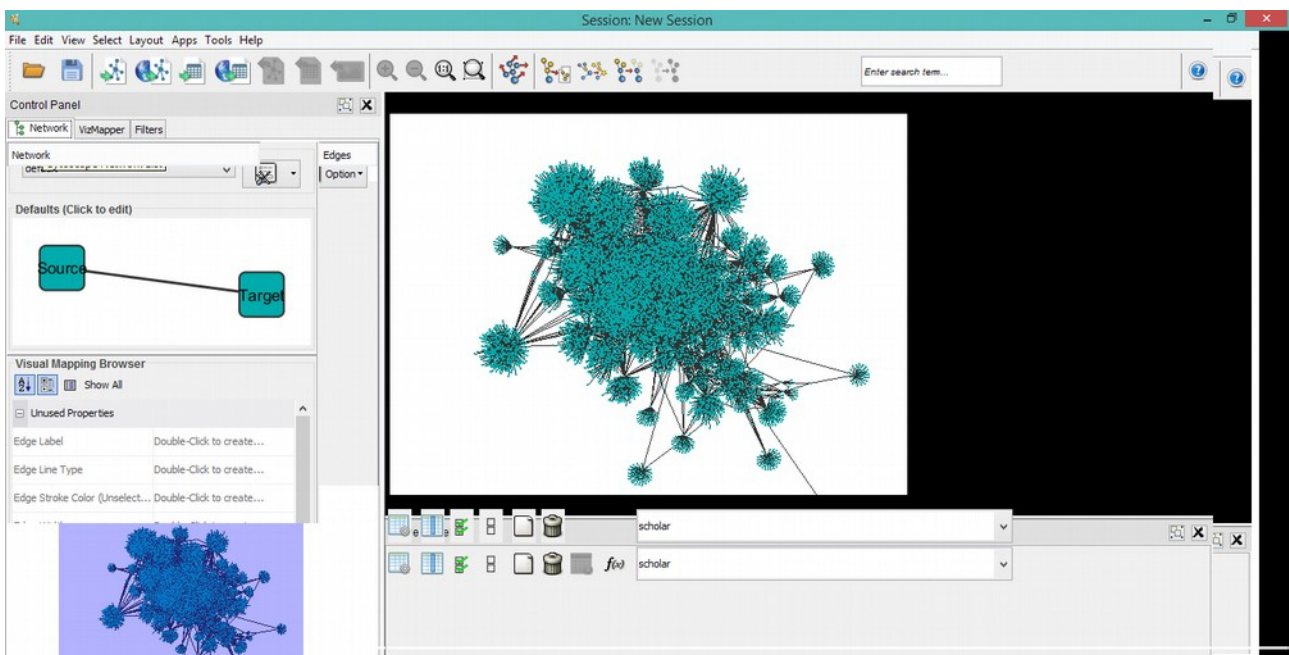 Session: New Session
File Edit View Select Layout Apps Tools Help
Enter search term...
Control Panel
Network VizMapper Filters
Network Edges
Option
Defaults (Click to edit)
Source
Target
Visual Mapping Browser
Show All
Unused Properties
Edge Label Double-Click to create...
Edge Line Type Double-Click to create...
Edge Stroke Color (Unselect... Double-Click to create...
scholar
f(x) scholar